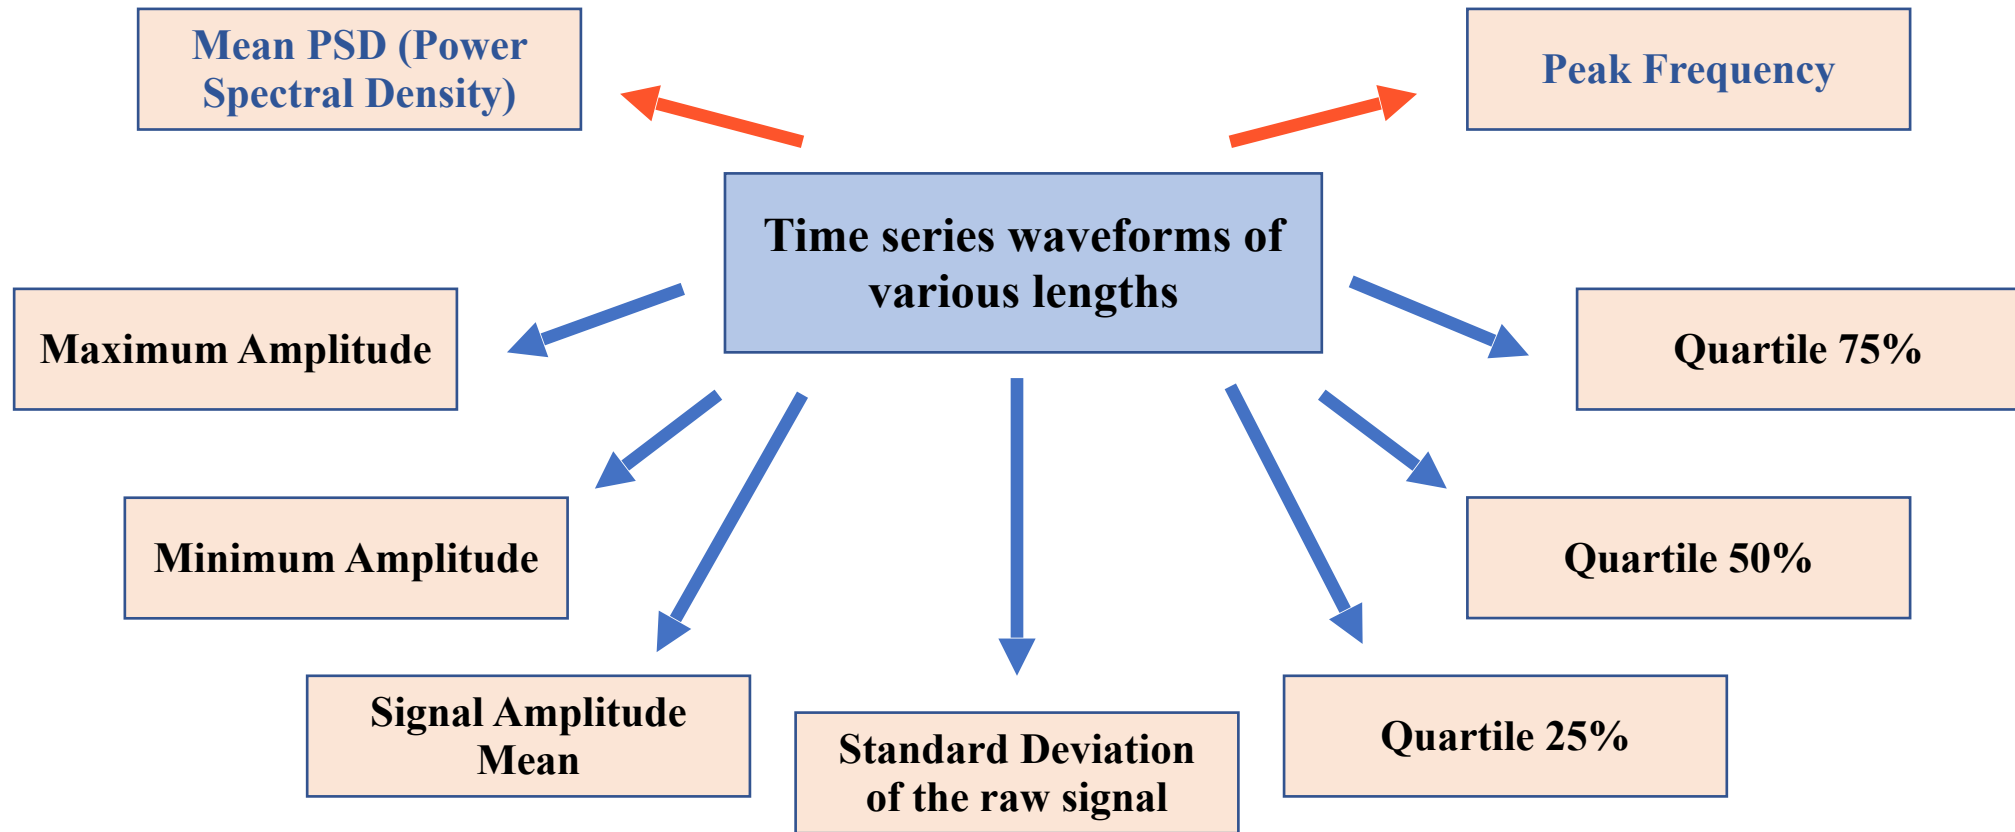 Mean PSD (Power
Spectral Density)
Peak Frequency
Time series waveforms of
various lengths
Maximum Amplitude
Quartile 75%
Minimum Amplitude
Quartile 50%
Signal Amplitude
Mean
Standard Deviation
of the raw signal
Quartile 25%